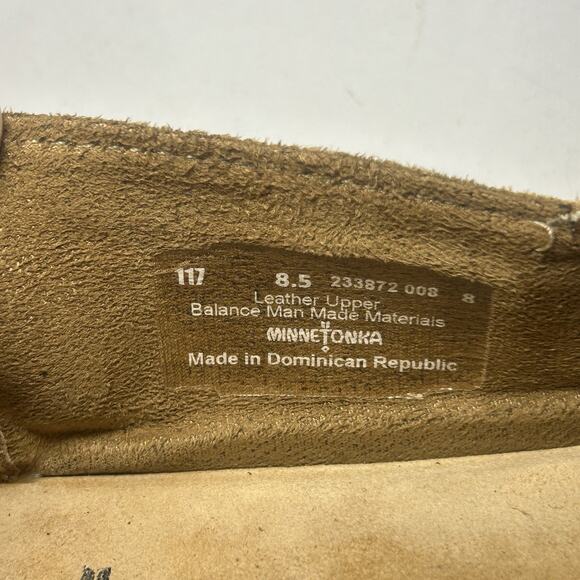 117 8.5 233872 008 8
Leather Upper
Balance Man Made Materials
MINNETONKA
Made in Dominican Republic